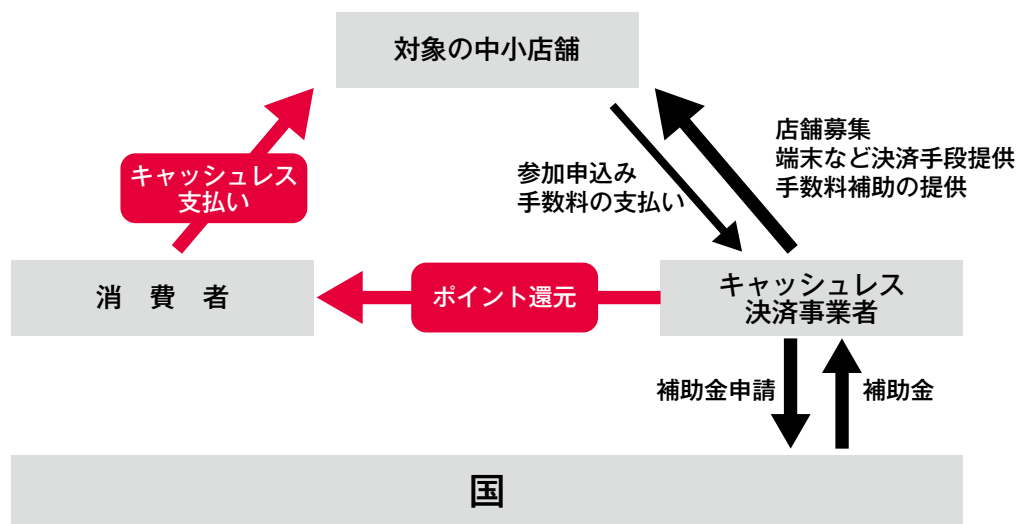 対象の中小店舗
店舗募集
端末など決済手段提供
手数料補助の提供
参加申込み
手数料の支払い
キャッシュレス
支払い
消 費 者
ポイント還元
キャッシュレス
決済事業者
補助金申請
補助金
国